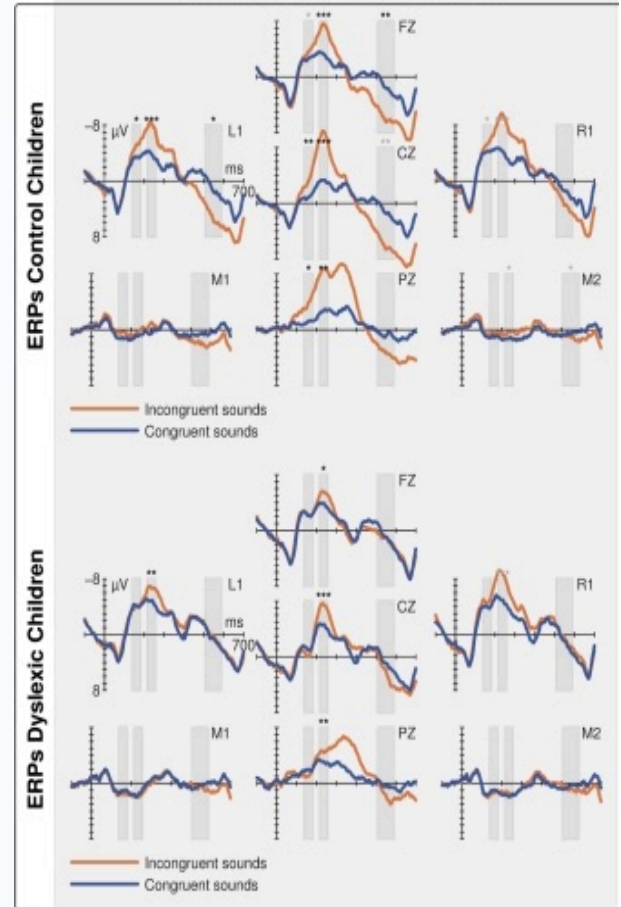 ERPs Control Children
* *** **
FZ
-8
µV
* *** *
L1
ms
700
8
** *** **
CZ
* *
R1
M1
* **
PZ
* *
M2
Incongruent sounds
Congruent sounds
ERPs Dyslexic Children
*
FZ
-8
µV
**
L1
ms
700
8
***
CZ
R1
M1
**
PZ
M2
Incongruent sounds
Congruent sounds